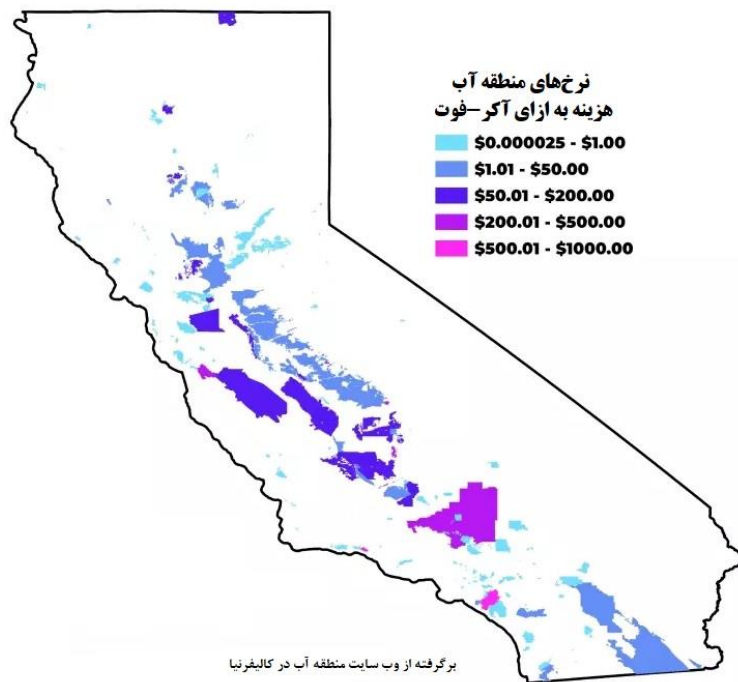 نرخ‌های منطقه آب
هزینه به ازای آکر–فوت
$0.000025 - $1.00
$1.01 - $50.00
$50.01 - $200.00
$200.01 - $500.00
$500.01 - $1000.00
برگرفته از وب سایت منطقه آب در کالیفرنیا